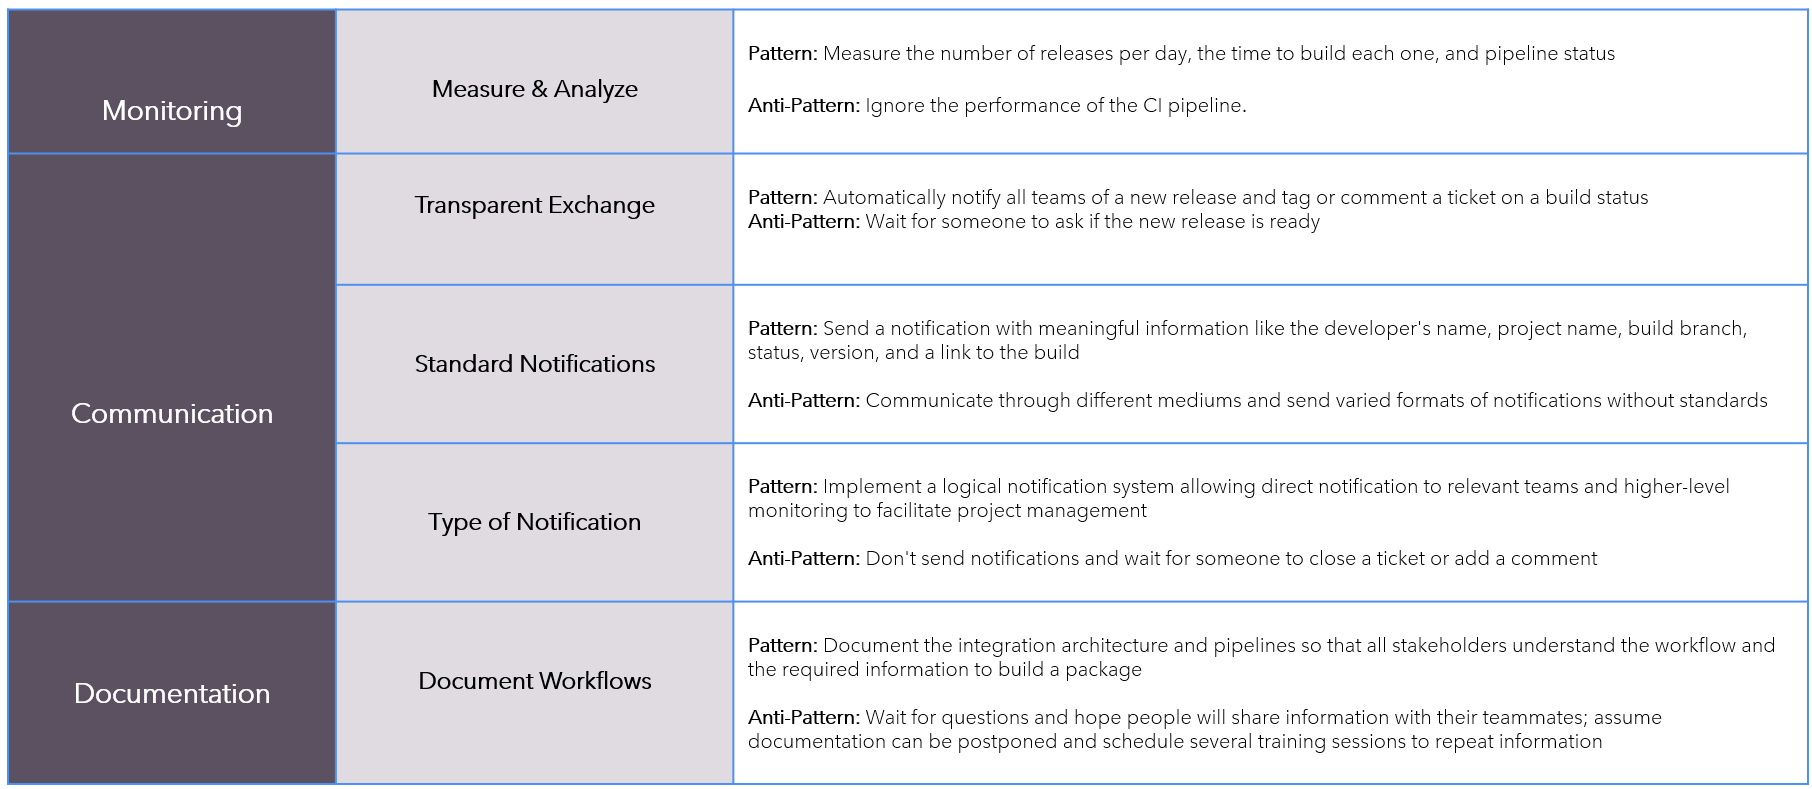 Monitoring
Measure & Analyze
Pattern: Measure the number of releases per day, the time to build each one, and pipeline status
Anti-Pattern: Ignore the performance of the CI pipeline.
Communication
Transparent Exchange
Pattern: Automatically notify all teams of a new release and tag or comment a ticket on a build status
Anti-Pattern: Wait for someone to ask if the new release is ready
Standard Notifications
Pattern: Send a notification with meaningful information like the developer's name, project name, build branch,
status, version, and a link to the build
Anti-Pattern: Communicate through different mediums and send varied formats of notifications without standards
Type of Notification
Pattern: Implement a logical notification system allowing direct notification to relevant teams and higher-level
monitoring to facilitate project management
Anti-Pattern: Don't send notifications and wait for someone to close a ticket or add a comment
Documentation
Document Workflows
Pattern: Document the integration architecture and pipelines so that all stakeholders understand the workflow and
the required information to build a package
Anti-Pattern: Wait for questions and hope people will share information with their teammates; assume
documentation can be postponed and schedule several training sessions to repeat information